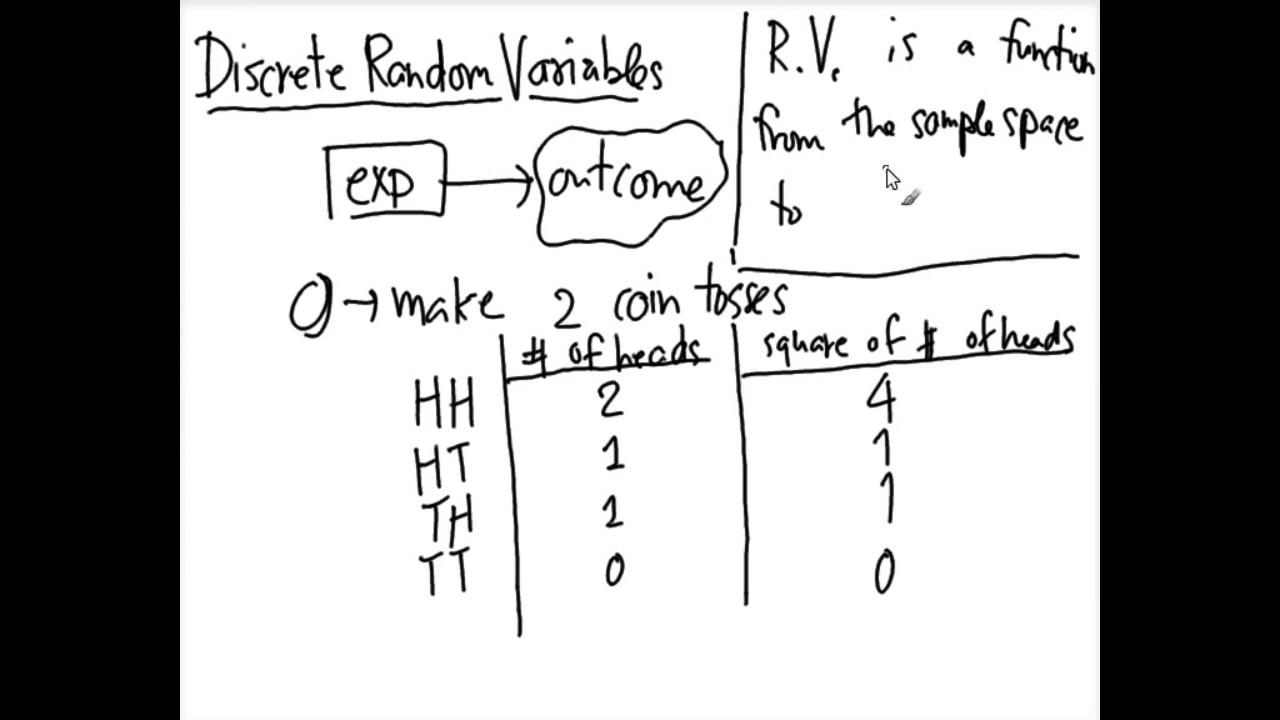 Discrete Random Variables
R.V. is a function
from the sample space
to
exp
outcome
→ make 2 coin tosses
# of heads
square of # of heads
HH 2 4
HT 1 1
TH 1 1
TT 0 0